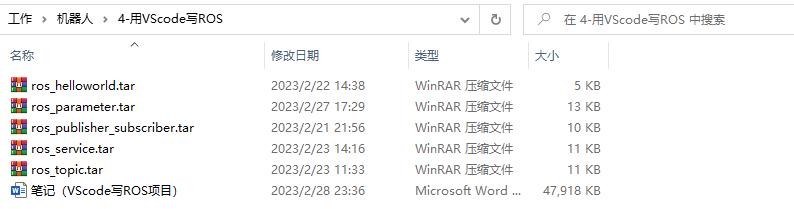 工作 › 机器人 › 4-用VScode写ROS 在 4-用VScode写ROS 中搜索
名称 修改日期 类型 大小
ros_helloworld.tar 2023/2/22 14:38 WinRAR 压缩文件 5 KB
ros_parameter.tar 2023/2/27 17:29 WinRAR 压缩文件 13 KB
ros_publisher_subscriber.tar 2023/2/21 21:56 WinRAR 压缩文件 10 KB
ros_service.tar 2023/2/23 14:16 WinRAR 压缩文件 11 KB
ros_topic.tar 2023/2/23 11:33 WinRAR 压缩文件 11 KB
笔记（VScode写ROS项目） 2023/2/28 23:36 Microsoft Word ... 47,918 KB